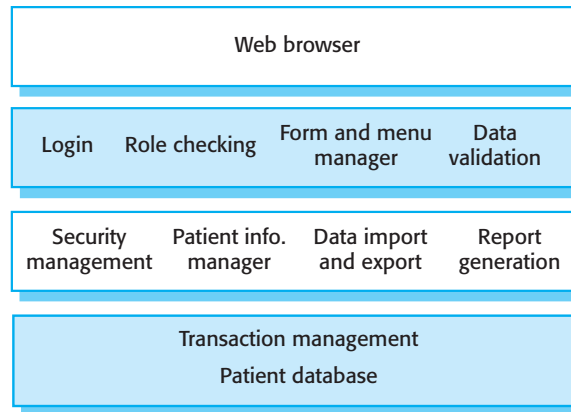 Web browser
Login Role checking Form and menu manager Data validation
Security management Patient info. manager Data import and export Report generation
Transaction management
Patient database